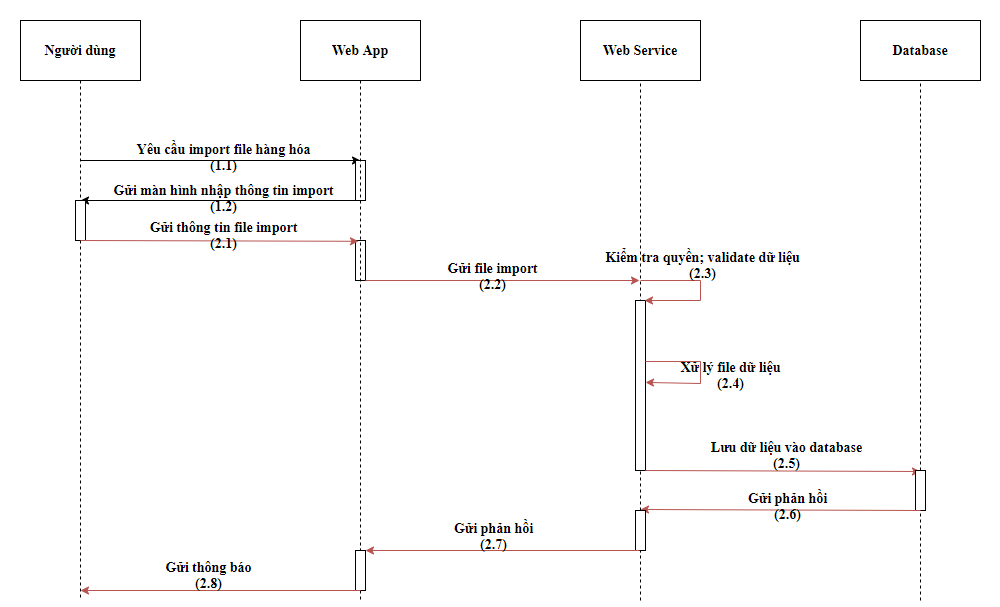 Người dùng
Web App
Web Service
Database
Yêu cầu import file hàng hóa
(1.1)
Gửi màn hình nhập thông tin import
(1.2)
Gửi thông tin file import
(2.1)
Gửi file import
(2.2)
Kiểm tra quyền; validate dữ liệu
(2.3)
Xử lý file dữ liệu
(2.4)
Lưu dữ liệu vào database
(2.5)
Gửi phản hồi
(2.6)
Gửi phản hồi
(2.7)
Gửi thông báo
(2.8)